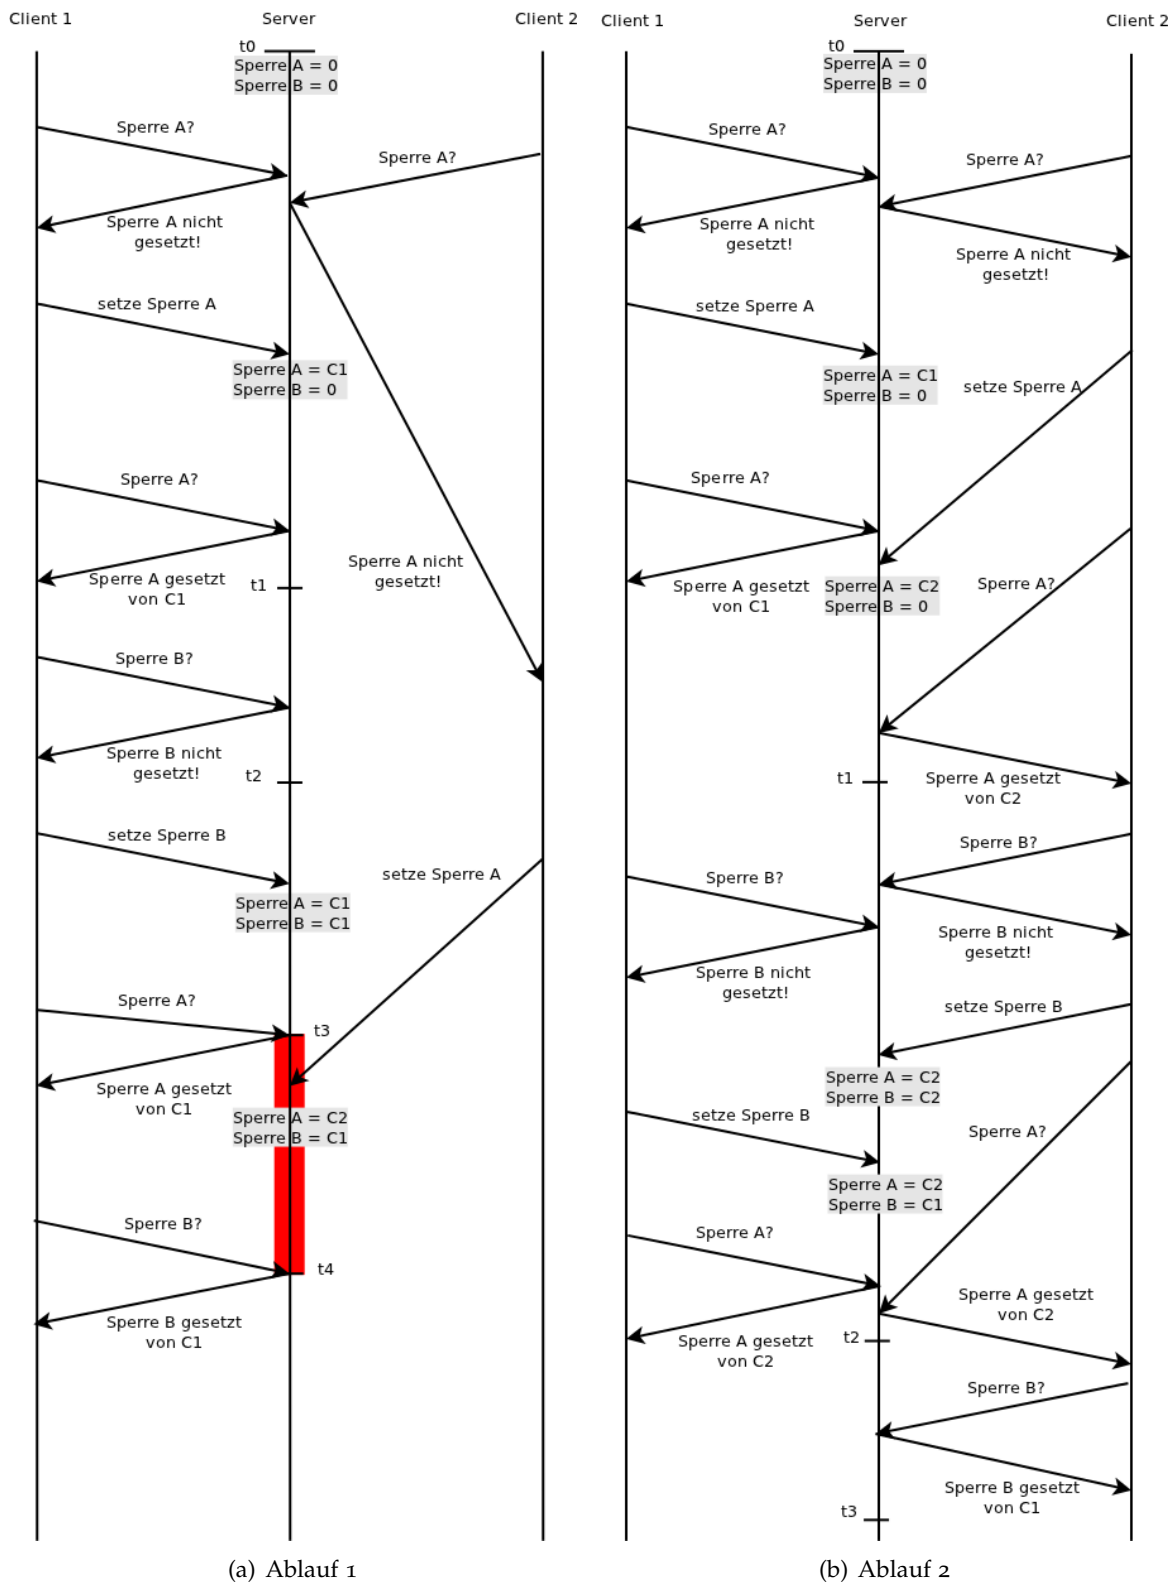 Client 1
Server
Client 2
t0
Sperre A = 0
Sperre B = 0
Sperre A?
Sperre A?
Sperre A nicht
gesetzt!
setze Sperre A
Sperre A = C1
Sperre B = 0
Sperre A?
Sperre A nicht
gesetzt!
Sperre A gesetzt
von C1
t1
Sperre B?
Sperre B nicht
gesetzt!
t2
setze Sperre B
setze Sperre A
Sperre A = C1
Sperre B = C1
Sperre A?
t3
Sperre A gesetzt
von C1
Sperre A = C2
Sperre B = C1
Sperre B?
t4
Sperre B gesetzt
von C1
(a) Ablauf 1
Client 1
Server
Client 2
t0
Sperre A = 0
Sperre B = 0
Sperre A?
Sperre A?
Sperre A nicht
gesetzt!
Sperre A nicht
gesetzt!
setze Sperre A
Sperre A = C1
Sperre B = 0
setze Sperre A
Sperre A?
Sperre A gesetzt
von C1
Sperre A = C2
Sperre B = 0
Sperre A?
t1
Sperre A gesetzt
von C2
Sperre B?
Sperre B?
Sperre B nicht
gesetzt!
Sperre B nicht
gesetzt!
setze Sperre B
Sperre A = C2
Sperre B = C2
setze Sperre B
Sperre A?
Sperre A = C2
Sperre B = C1
Sperre A?
Sperre A gesetzt
von C2
t2
Sperre A gesetzt
von C2
Sperre B?
Sperre B gesetzt
von C1
t3
(b) Ablauf 2